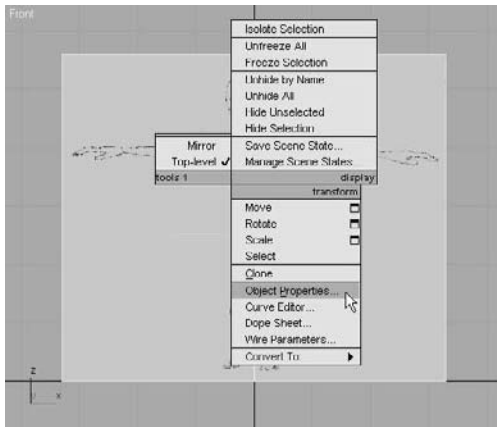 Front
Isolate Selection
Unfreeze All
Freeze Selection
Unhide by Name
Unhide All
Hide Unselected
Hide Selection
Save Scene State...
Manage Scene States...
Mirror
Top-level ✓
tools 1
display
transform
Move
Rotate
Scale
Select
Clone
Object Properties...
Curve Editor...
Dope Sheet...
Wire Parameters...
Convert To:
z
x